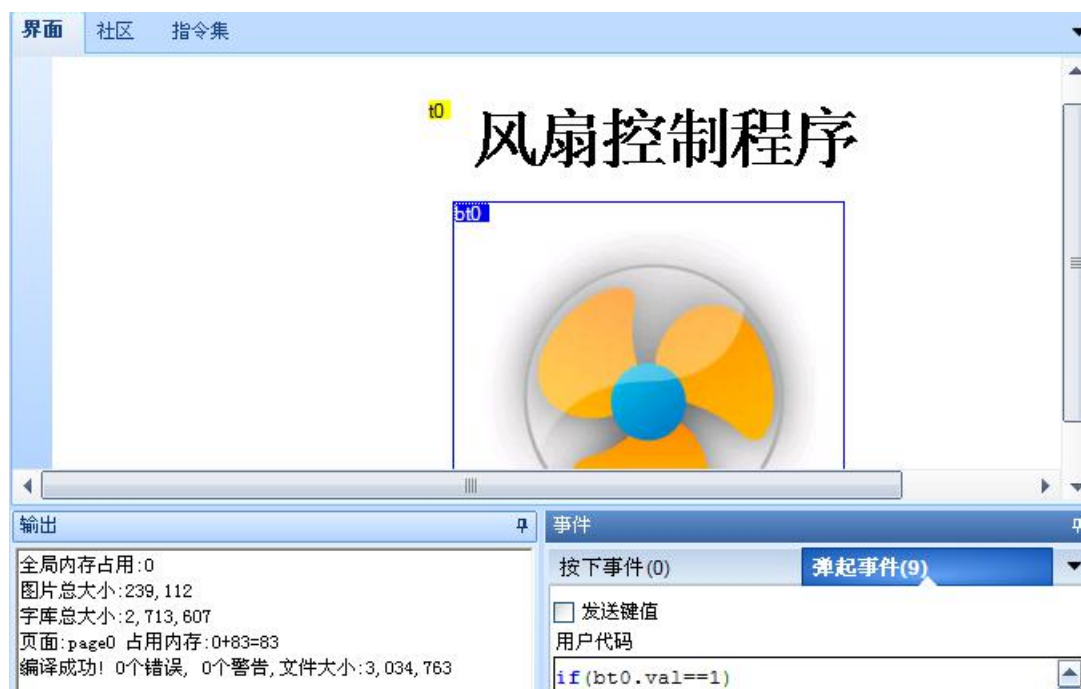 界面 社区 指令集
t0
风扇控制程序
bt0
输出
全局内存占用:0
图片总大小:239,112
字库总大小:2,713,607
页面:page0 占用内存:0+83=83
编译成功! 0个错误, 0个警告,文件大小:3,034,763
事件
按下事件(0) 弹起事件(9)
发送键值
用户代码
if(bt0.val==1)